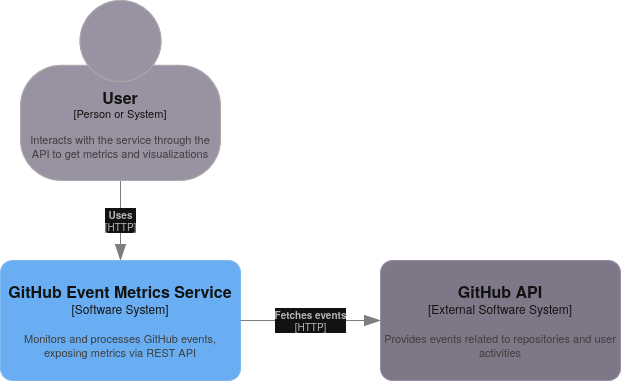 User
[Person or System]
Interacts with the service through the
API to get metrics and visualizations
Uses
[HTTP]
GitHub Event Metrics Service
[Software System]
Monitors and processes GitHub events,
exposing metrics via REST API
Fetches events
[HTTP]
GitHub API
[External Software System]
Provides events related to repositories and user
activities